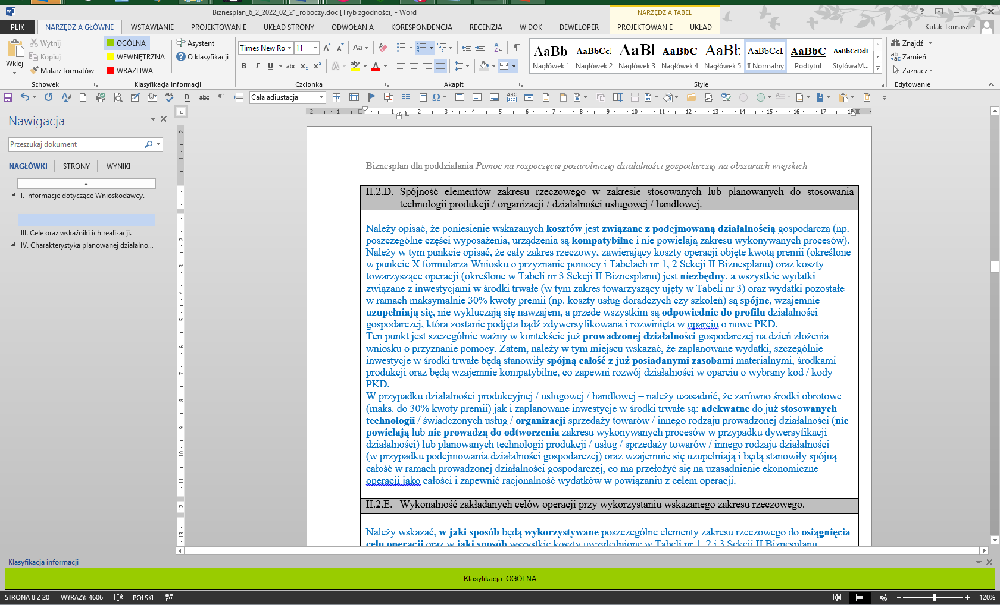 Biznesplan_6_2_2022_02_21_roboczy.doc [Tryb zgodności] - Word
NARZĘDZIA TABEL
PLIK
NARZĘDZIA GŁÓWNE
WSTAWIANIE
PROJEKTOWANIE
UKŁAD STRONY
ODWOŁANIA
KORESPONDENCJA
RECENZJA
WIDOK
DEWELOPER
PROJEKTOWANIE
UKŁAD
Kułak Tomasz
Wklej
Wytnij
Kopiuj
Malarz formatów
Schowek
OGÓLNA
WEWNĘTRZNA
WRAŻLIWA
Asystent
O klasyfikacji
Klasyfikacja informacji
Times New Ro
11
Czcionka
Akapit
AaBb
Nagłówek 1
AaBbCcI
Nagłówek 2
AaBl
Nagłówek 3
AaBbC
Nagłówek 4
AaBb
Nagłówek 5
AaBbCcI
¶ Normalny
AaBbC
Podtytuł
AaBbCcDdE
StylówaM...
Style
Znajdź
Zamień
Zaznacz
Edytowanie
Cała adiustacja
Nawigacja
Przeszukaj dokument
NAGŁÓWKI
STRONY
WYNIKI
I. Informacje dotyczące Wnioskodawcy.
III. Cele oraz wskaźniki ich realizacji.
IV. Charakterystyka planowanej działalno...
Biznesplan dla poddziałania Pomoc na rozpoczęcie pozarolniczej działalności gospodarczej na obszarach wiejskich
II.2.D. Spójność elementów zakresu rzeczowego w zakresie stosowanych lub planowanych do stosowania
technologii produkcji / organizacji / działalności usługowej / handlowej.
Należy opisać, że poniesienie wskazanych kosztów jest związane z podejmowaną działalnością gospodarczą (np.
poszczególne części wyposażenia, urządzenia są kompatybilne i nie powielają zakresu wykonywanych procesów).
Należy w tym punkcie opisać, że cały zakres rzeczowy, zawierający koszty operacji objęte kwotą premii (określone
w punkcie X formularza Wniosku o przyznanie pomocy i Tabelach nr 1, 2 Sekcji II Biznesplanu) oraz koszty
towarzyszące operacji (określone w Tabeli nr 3 Sekcji II Biznesplanu) jest niezbędny, a wszystkie wydatki
związane z inwestycjami w środki trwałe (w tym zakres towarzyszący ujęty w Tabeli nr 3) oraz wydatki pozostałe
w ramach maksymalnie 30% kwoty premii (np. koszty usług doradczych czy szkoleń) są spójne, wzajemnie
uzupełniają się, nie wykluczają się nawzajem, a przede wszystkim są odpowiednie do profilu działalności
gospodarczej, która zostanie podjęta bądź zdywersyfikowana i rozwinięta w oparciu o nowe PKD.
Ten punkt jest szczególnie ważny w kontekście już prowadzonej działalności gospodarczej na dzień złożenia
wniosku o przyznanie pomocy. Zatem, należy w tym miejscu wskazać, że zaplanowane wydatki, szczególnie
inwestycje w środki trwałe będą stanowiły spójną całość z już posiadanymi zasobami materialnymi, środkami
produkcji oraz będą wzajemnie kompatybilne, co zapewni rozwój działalności w oparciu o wybrany kod / kody
PKD.
W przypadku działalności produkcyjnej / usługowej / handlowej – należy uzasadnić, że zarówno środki obrotowe
(maks. do 30% kwoty premii) jak i zaplanowane inwestycje w środki trwałe są: adekwatne do już stosowanych
technologii / świadczonych usług / organizacji sprzedaży towarów / innego rodzaju prowadzonej działalności (nie
powielają lub nie prowadzą do odtworzenia zakresu wykonywanych procesów w przypadku dywersyfikacji
działalności) lub planowanych technologii produkcji / usług / sprzedaży towarów / innego rodzaju działalności
(w przypadku podejmowania działalności gospodarczej) oraz wzajemnie się uzupełniają i będą stanowiły spójną
całość w ramach prowadzonej działalności gospodarczej, co ma przełożyć się na uzasadnienie ekonomiczne
operacji jako całości i zapewnić racjonalność wydatków w powiązaniu z celem operacji.
II.2.E. Wykonalność zakładanych celów operacji przy wykorzystaniu wskazanego zakresu rzeczowego.
Należy wskazać, w jaki sposób będą wykorzystywane poszczególne elementy zakresu rzeczowego do osiągnięcia
celu operacji oraz w jaki sposób wszystkie koszty uwzględnione w Tabeli nr 1, 2 i 3 Sekcji II Biznesplanu
Klasyfikacja informacji
Klasyfikacja: OGÓLNA
STRONA 8 Z 20
WYRAZY: 4606
POLSKI
120%